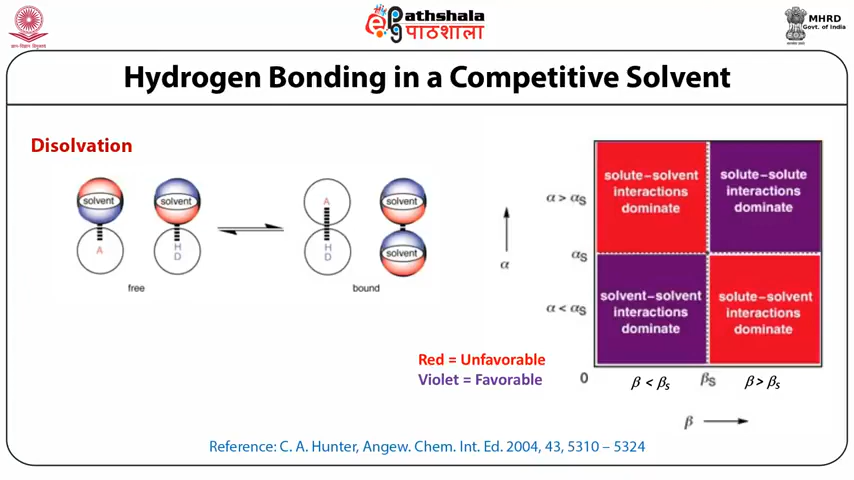 ePathshala
पाठशाला
MHRD
Govt. of India
Hydrogen Bonding in a Competitive Solvent
Disolvation
solvent
solvent
A
H
D
free
A
H
D
solvent
solvent
bound
α > αS
αS
α < αS
α
solute–solvent
interactions
dominate
solute–solute
interactions
dominate
solvent–solvent
interactions
dominate
solute–solvent
interactions
dominate
Red = Unfavorable
Violet = Favorable
0
β < βS
βS
β > βS
β
Reference: C. A. Hunter, Angew. Chem. Int. Ed. 2004, 43, 5310 – 5324